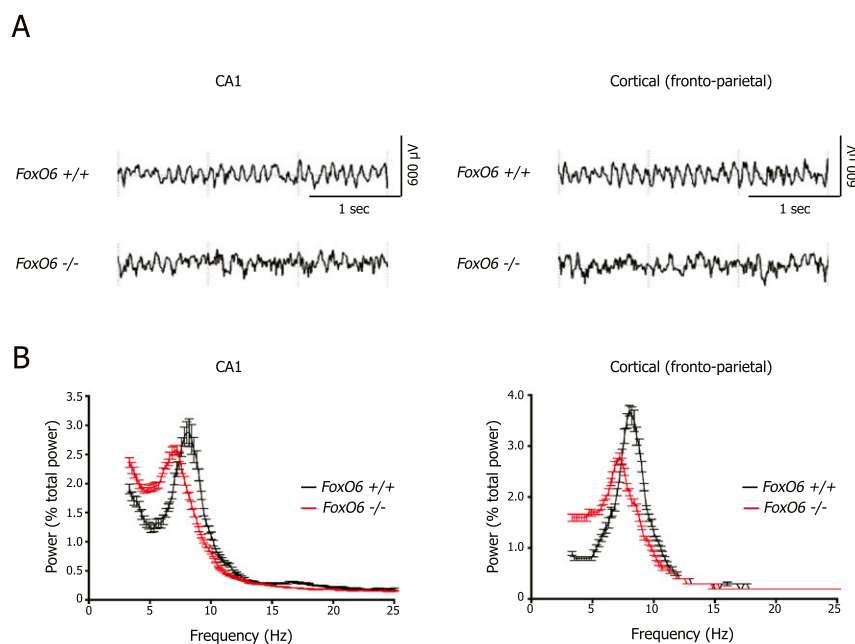 A
CA1
Cortical (fronto-parietal)
FoxO6 +/+
600 µV
1 sec
FoxO6 +/+
600 µV
1 sec
FoxO6 -/-
FoxO6 -/-
B
CA1
Cortical (fronto-parietal)
Power (% total power)
3.5
3.0
2.5
2.0
1.5
1.0
0.5
0
0
5
10
15
20
25
Frequency (Hz)
FoxO6 +/+
FoxO6 -/-
Power (% total power)
4.0
3.0
2.0
1.0
0
0
5
10
15
20
25
Frequency (Hz)
FoxO6 +/+
FoxO6 -/-